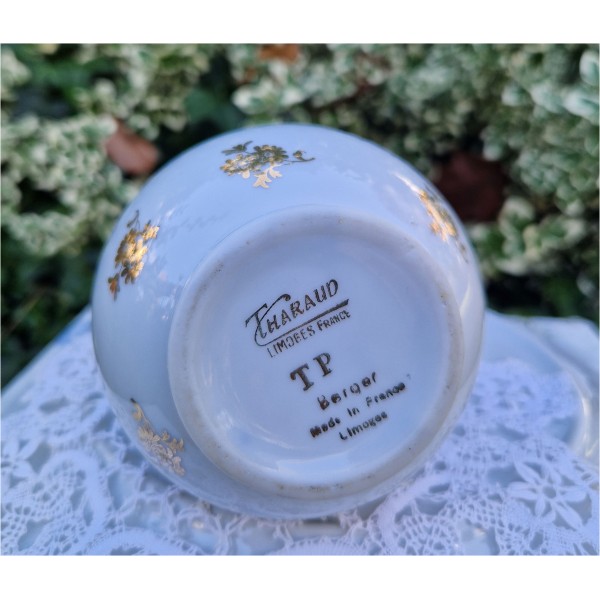 THARAUD
LIMOGES, FRANCE
TP
Berger
Made in France
Limoges